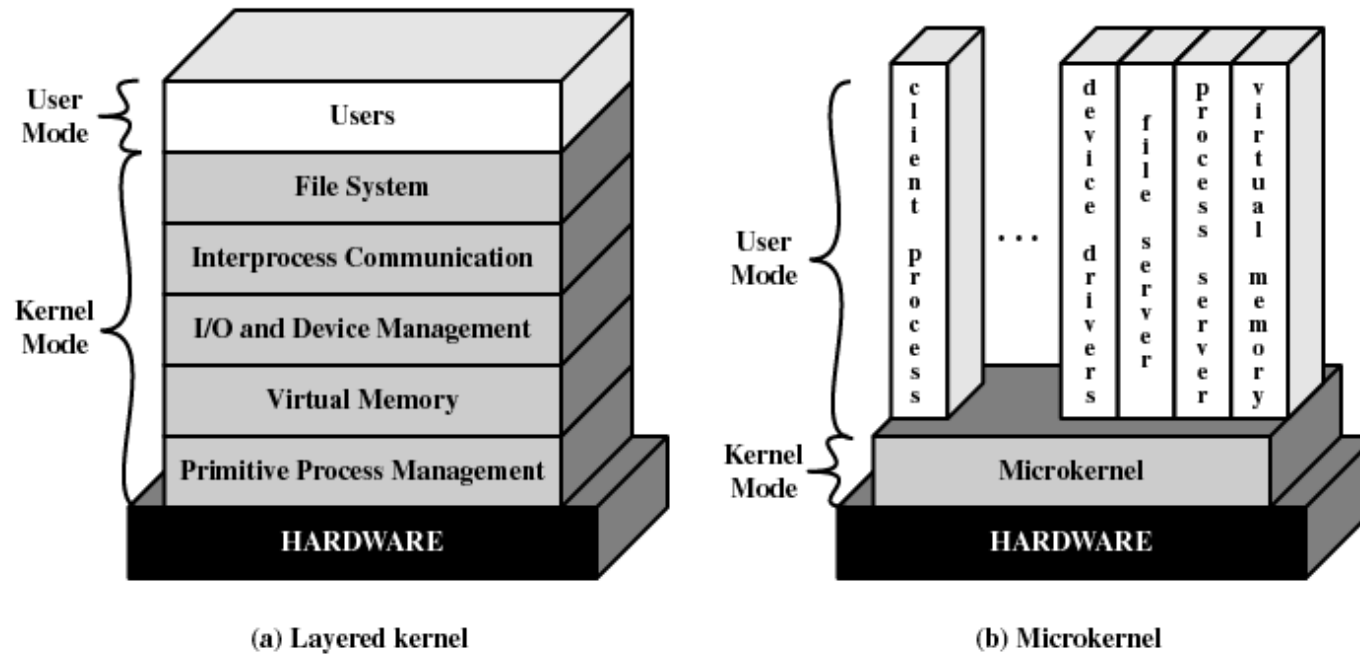 User
Mode
Users
File System
Interprocess Communication
Kernel
Mode
I/O and Device Management
Virtual Memory
Primitive Process Management
HARDWARE
(a) Layered kernel
User
Mode
client process
...
device drivers
file server
process server
virtual memory
Kernel
Mode
Microkernel
HARDWARE
(b) Microkernel